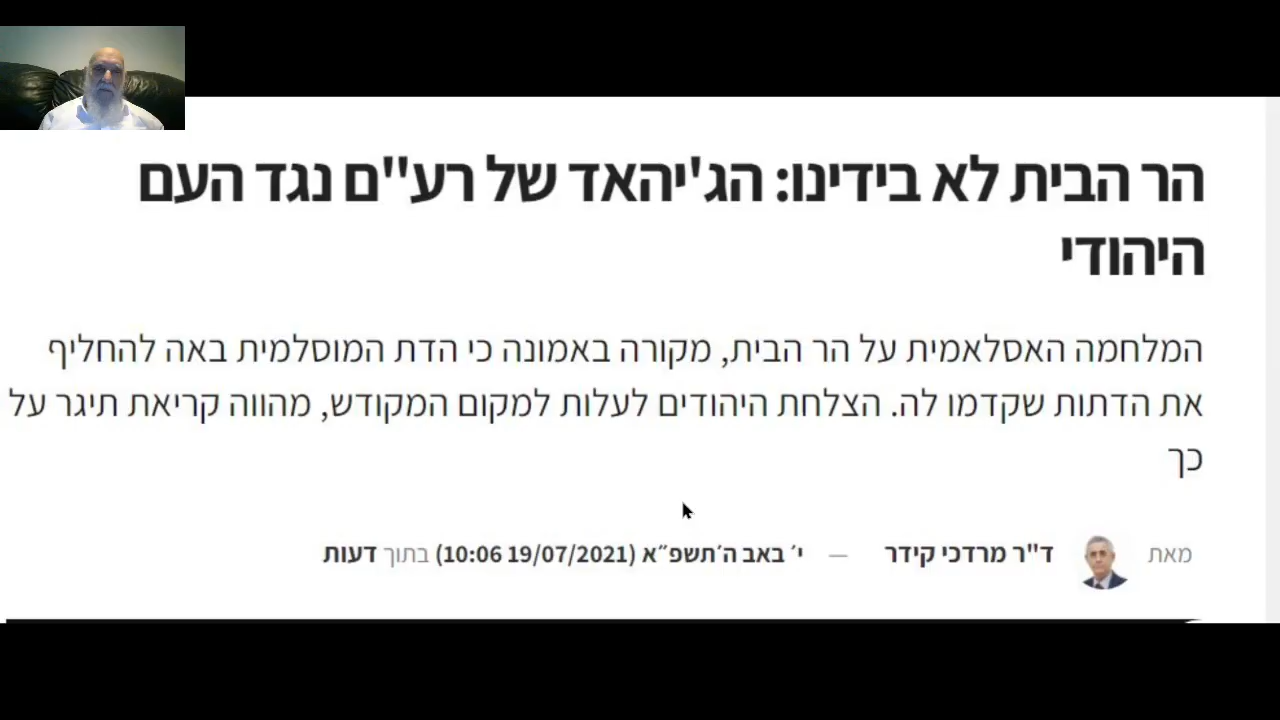 הר הבית לא בידינו: הג'יהאד של רע"ם נגד העם
היהודי
המלחמה האסלאמית על הר הבית, מקורה באמונה כי הדת המוסלמית באה להחליף
את הדתות שקדמו לה. הצלחת היהודים לעלות למקום המקודש, מהווה קריאת תיגר על
כך
מאת ד"ר מרדכי קידר — י׳ באב ה׳תשפ״א (19/07/2021 10:06) בתוך דעות